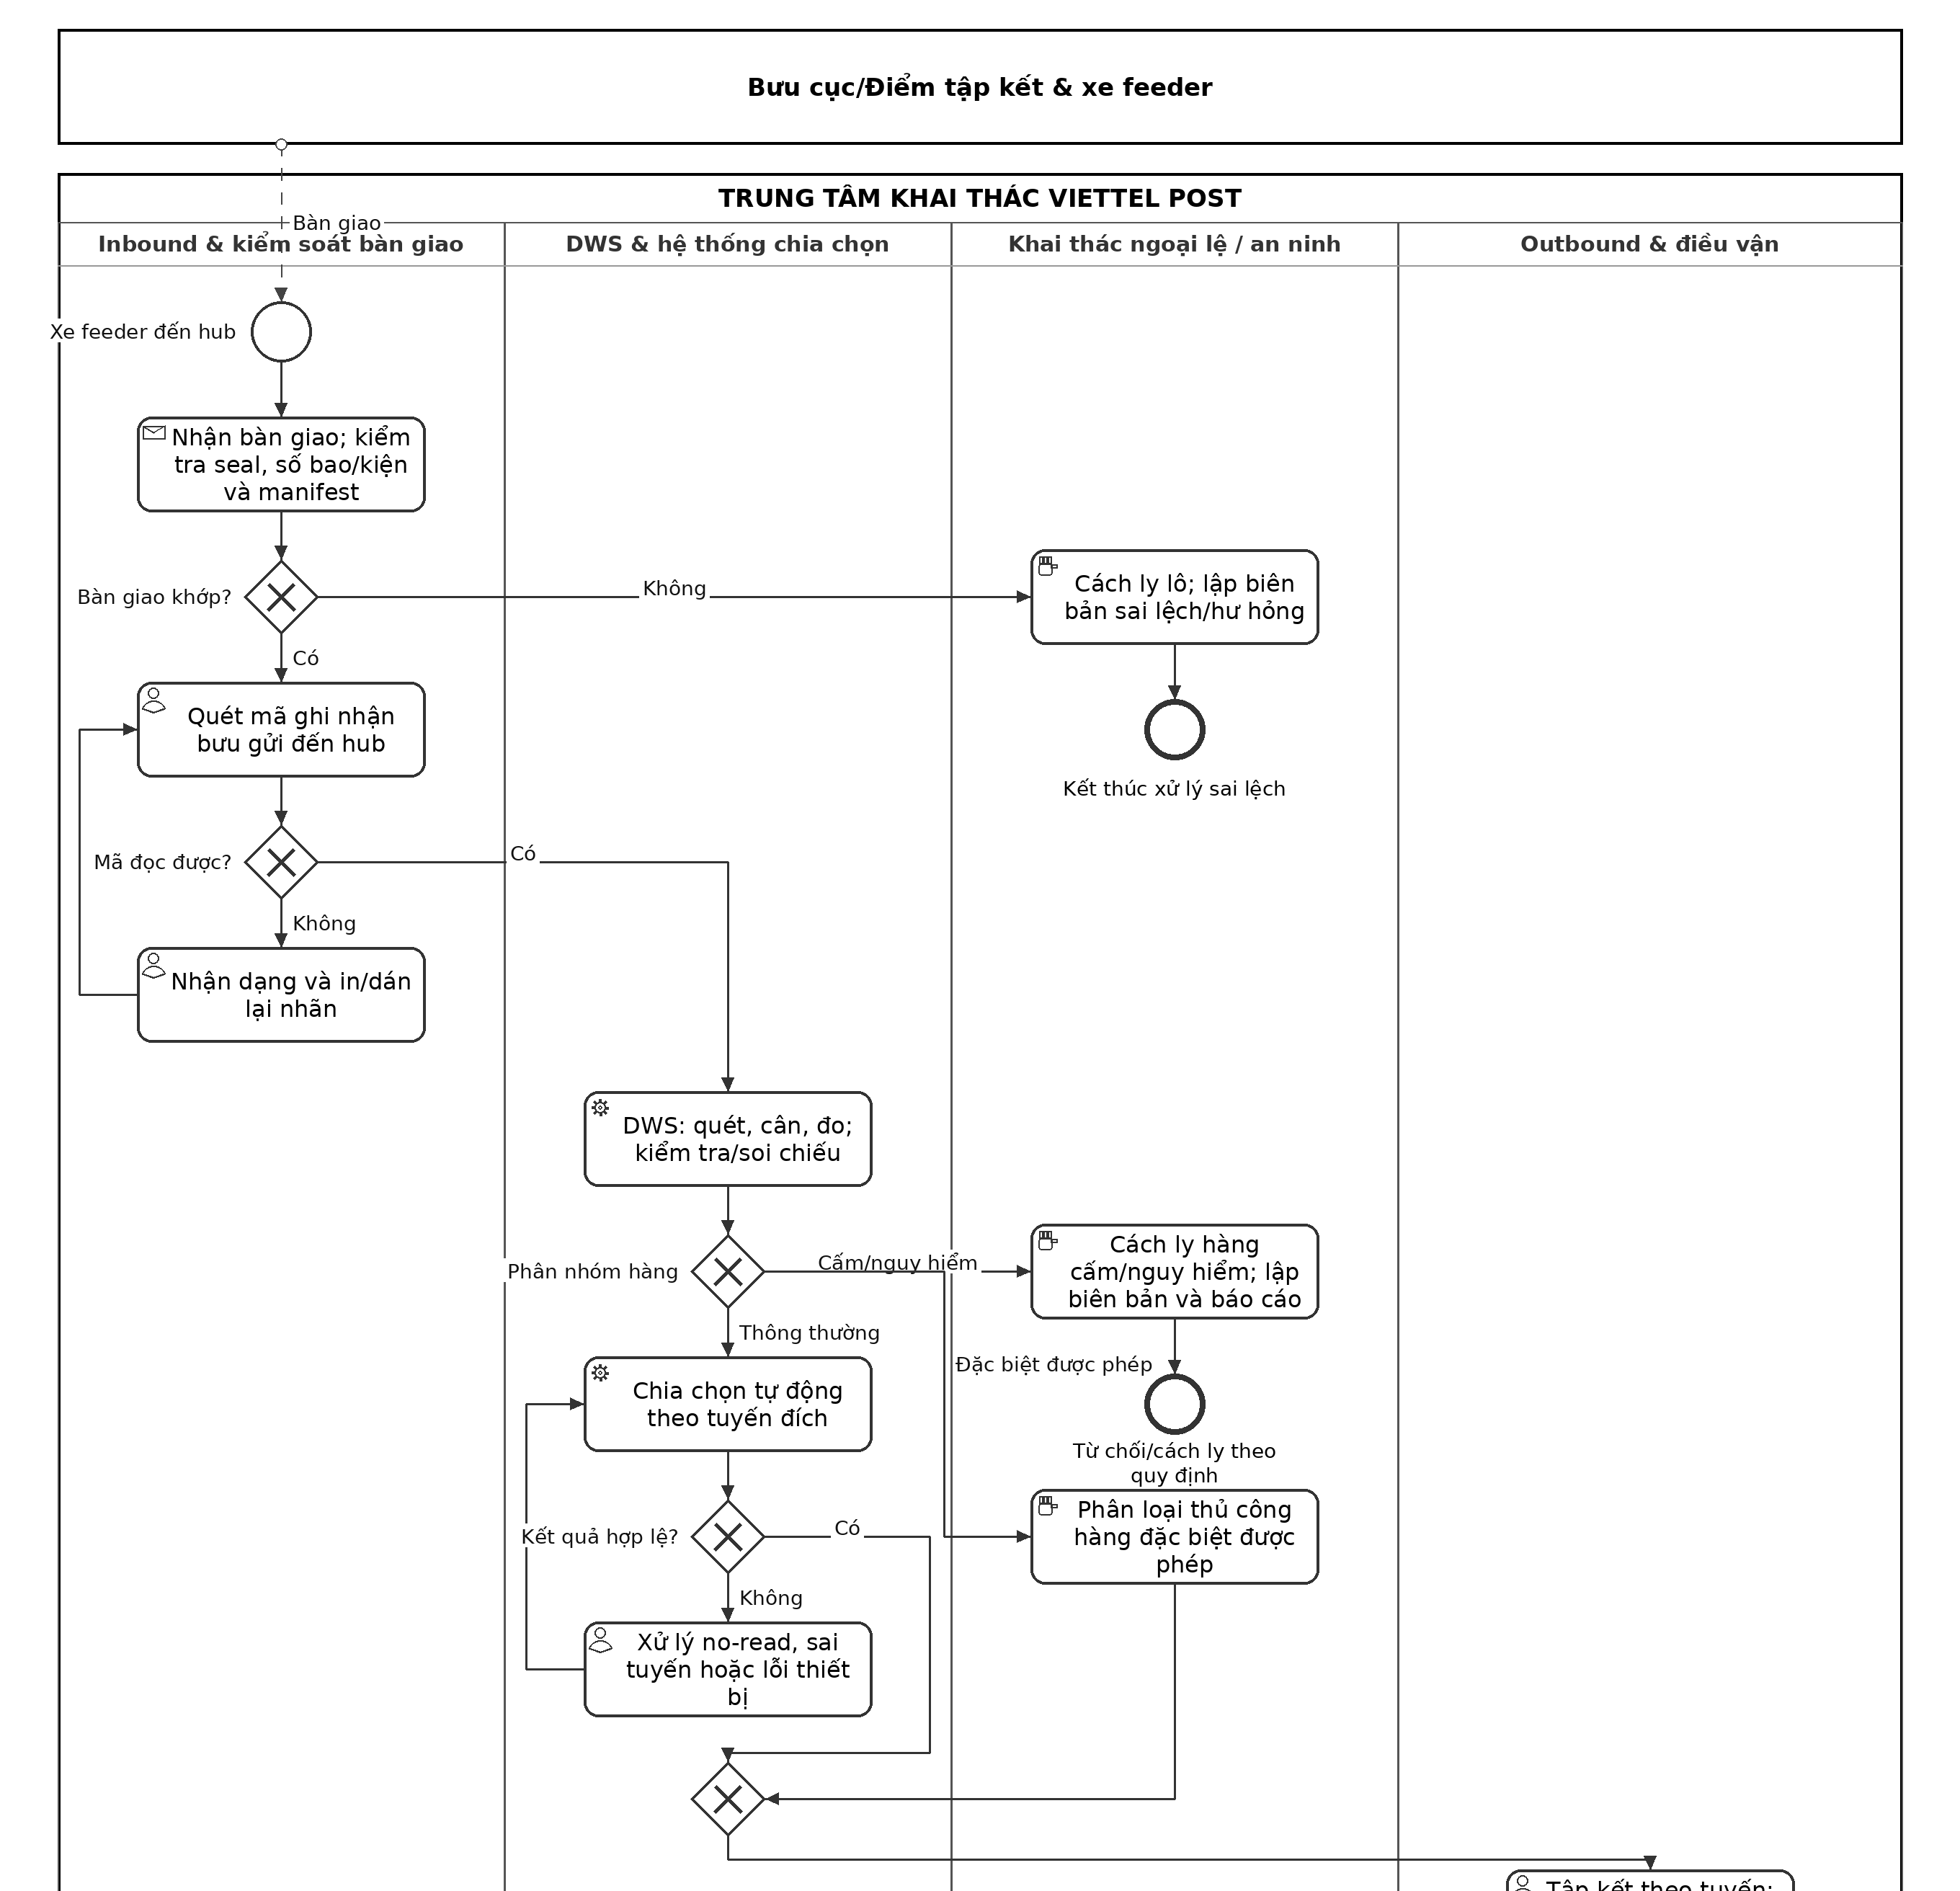 Bưu cục/Điểm tập kết & xe feeder
TRUNG TÂM KHAI THÁC VIETTEL POST
Bàn giao
Inbound & kiểm soát bàn giao
DWS & hệ thống chia chọn
Khai thác ngoại lệ / an ninh
Outbound & điều vận
Xe feeder đến hub
Nhận bàn giao; kiểm
tra seal, số bao/kiện
và manifest
Bàn giao khớp?
Không
Cách ly lô; lập biên
bản sai lệch/hư hỏng
Có
Quét mã ghi nhận
bưu gửi đến hub
Kết thúc xử lý sai lệch
Mã đọc được?
Có
Không
Nhận dạng và in/dán
lại nhãn
DWS: quét, cân, đo;
kiểm tra/soi chiếu
Phân nhóm hàng
Cấm/nguy hiểm
Cách ly hàng
cấm/nguy hiểm; lập
biên bản và báo cáo
Thông thường
Đặc biệt được phép
Chia chọn tự động
theo tuyến đích
Từ chối/cách ly theo
quy định
Kết quả hợp lệ?
Có
Phân loại thủ công
hàng đặc biệt được
phép
Không
Xử lý no-read, sai
tuyến hoặc lỗi thiết
bị
Tập kết theo tuyến;